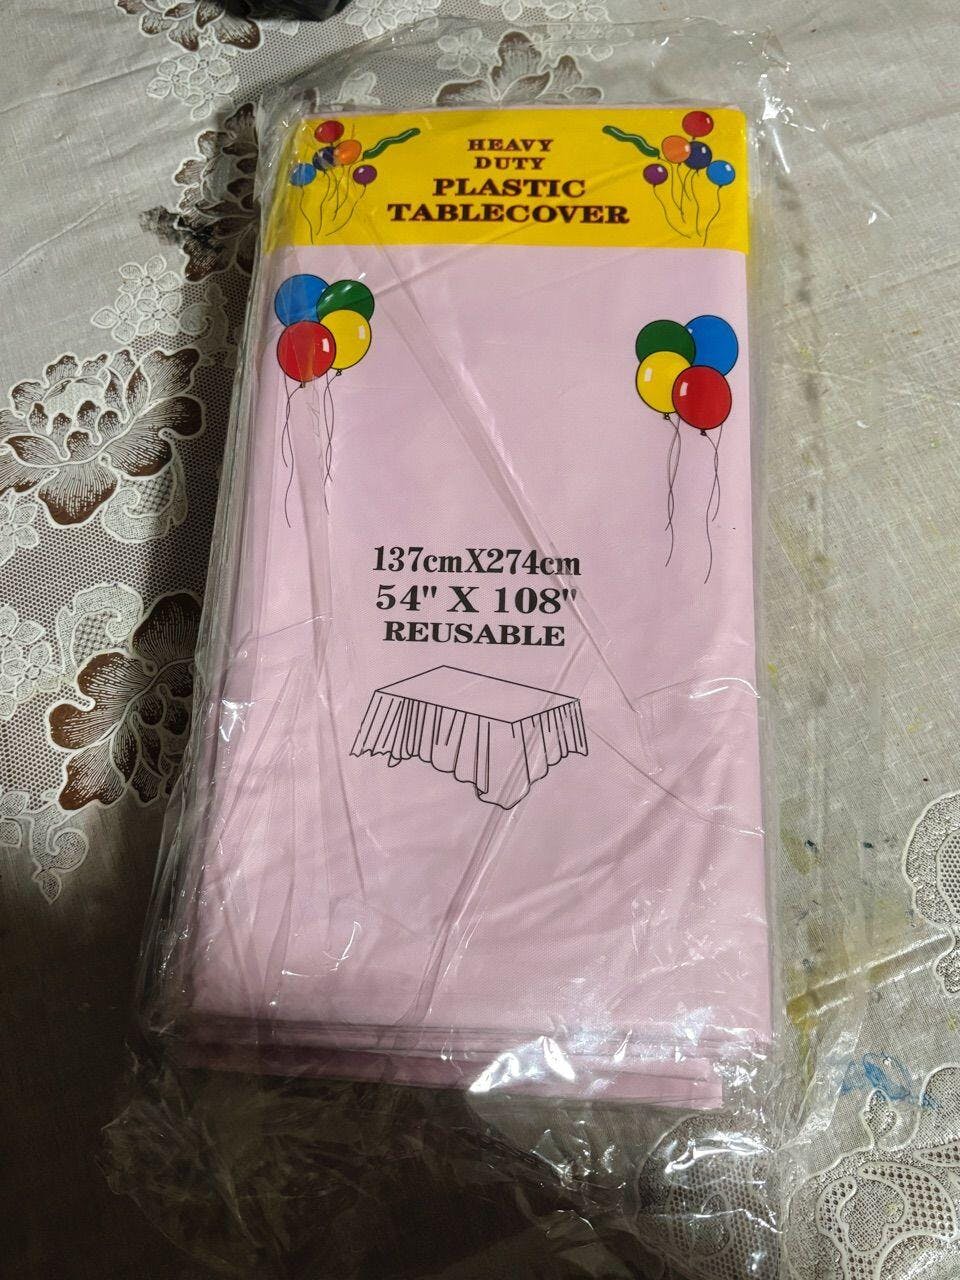 HEAVY
DUTY
PLASTIC
TABLECOVER
137cmX274cm
54" X 108"
REUSABLE